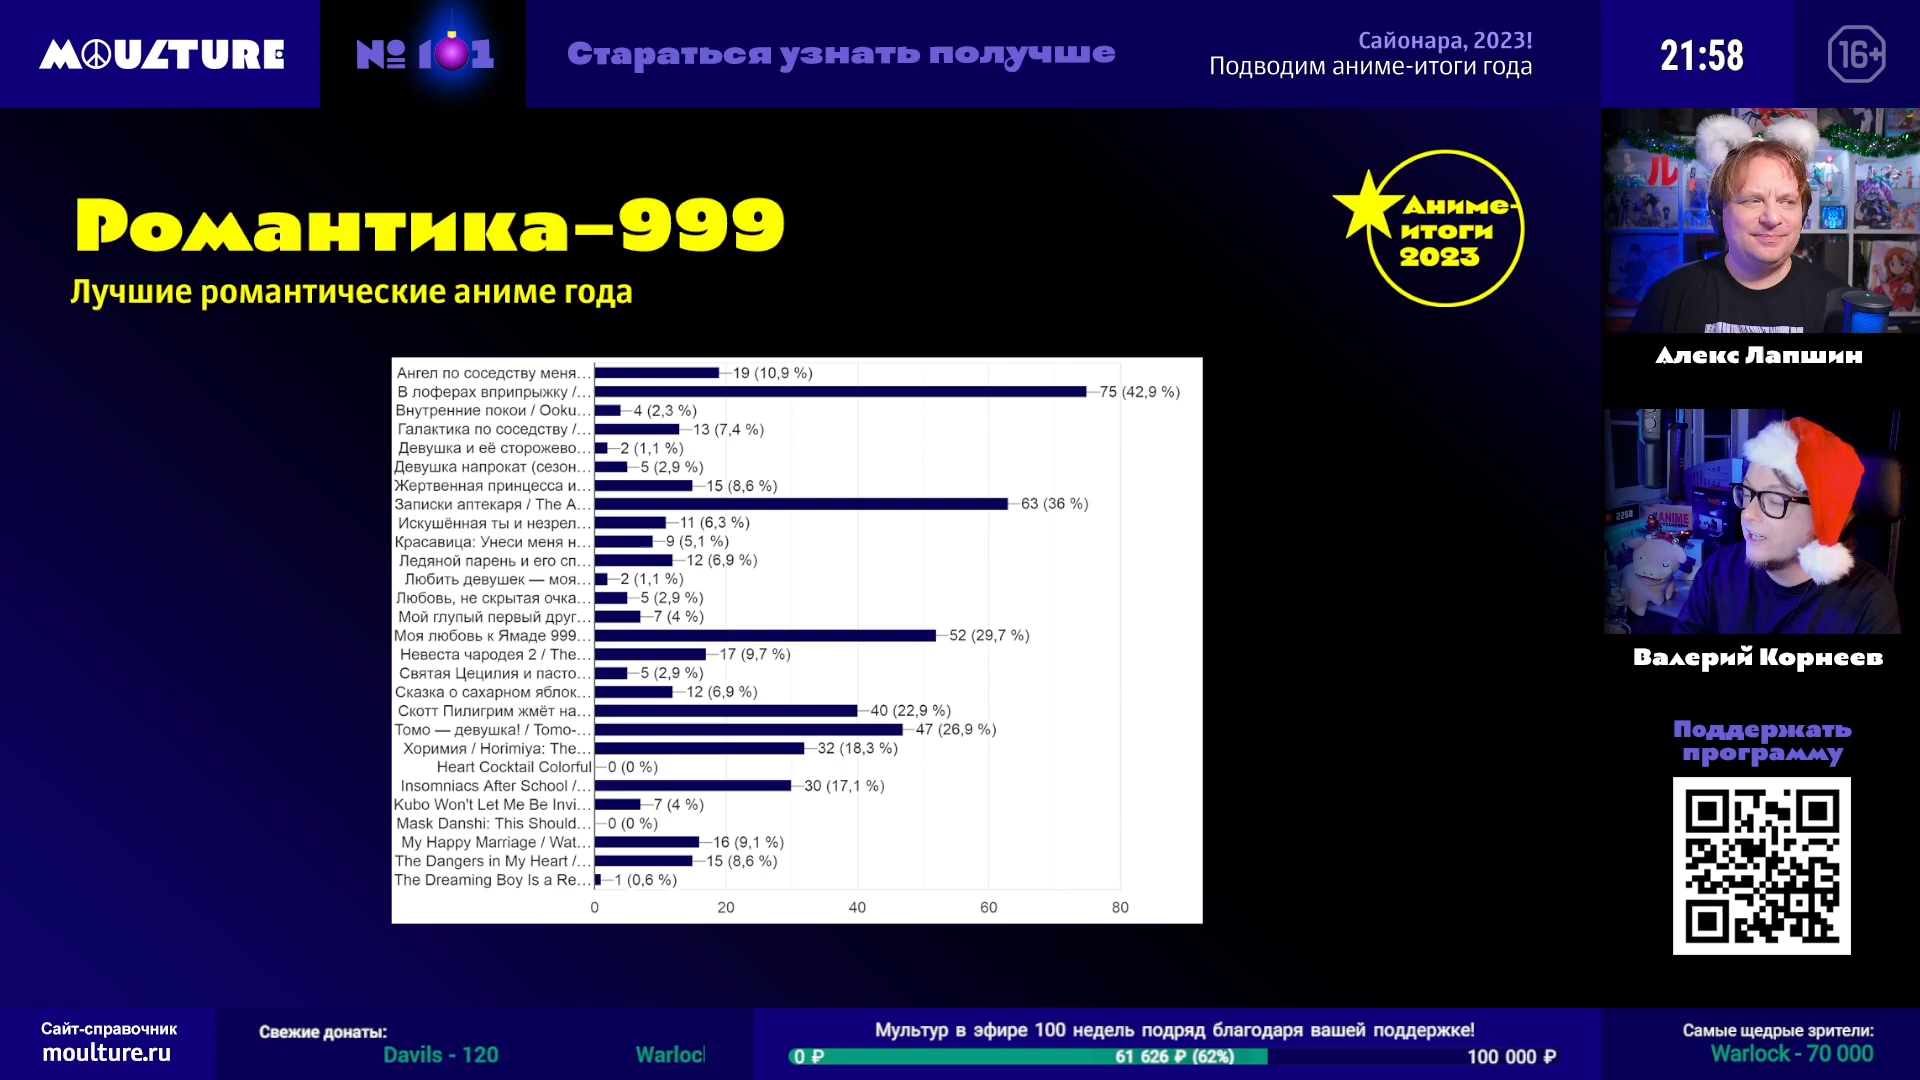 MOULTURE
№ 101
Стараться узнать получше
Сайонара, 2023!
Подводим аниме-итоги года
21:58
16+
Романтика-999
Лучшие романтические аниме года
Аниме-
итоги
2023
Ангел по соседству меня… 19 (10,9 %)
В лоферах вприпрыжку /… 75 (42,9 %)
Внутренние покои / Ooku… 4 (2,3 %)
Галактика по соседству /… 13 (7,4 %)
Девушка и её сторожево… 2 (1,1 %)
Девушка напрокат (сезон… 5 (2,9 %)
Жертвенная принцесса и… 15 (8,6 %)
Записки аптекаря / The A… 63 (36 %)
Искушённая ты и незрел… 11 (6,3 %)
Красавица: Унеси меня н… 9 (5,1 %)
Ледяной парень и его сп… 12 (6,9 %)
Любить девушек — моя… 2 (1,1 %)
Любовь, не скрытая очка… 5 (2,9 %)
Мой глупый первый друг… 7 (4 %)
Моя любовь к Ямаде 999… 52 (29,7 %)
Невеста чародея 2 / The… 17 (9,7 %)
Святая Цецилия и пасто… 5 (2,9 %)
Сказка о сахарном яблок… 12 (6,9 %)
Скотт Пилигрим жмёт на… 40 (22,9 %)
Томо — девушка! / Tomo-… 47 (26,9 %)
Хоримия / Horimiya: The… 32 (18,3 %)
Heart Cocktail Colorful 0 (0 %)
Insomniacs After School /… 30 (17,1 %)
Kubo Won't Let Me Be Invi… 7 (4 %)
Mask Danshi: This Should… 0 (0 %)
My Happy Marriage / Wat… 16 (9,1 %)
The Dangers in My Heart /… 15 (8,6 %)
The Dreaming Boy Is a Re… 1 (0,6 %)
0 20 40 60 80
Алекс Лапшин
ANIME
Валерий Корнеев
Поддержать
программу
Сайт-справочник
moulture.ru
Свежие донаты:
Davils - 120 Warloc
Мультур в эфире 100 недель подряд благодаря вашей поддержке!
0 ₽ 61 626 ₽ (62%) 100 000 ₽
Самые щедрые зрители:
Warlock - 70 000